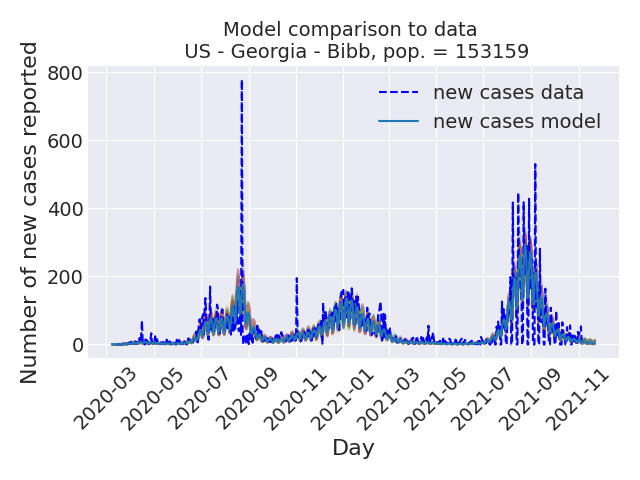 Model comparison to data
US - Georgia - Bibb, pop. = 153159
Number of new cases reported
800
600
400
200
0
new cases data
new cases model
2020-03
2020-05
2020-07
2020-09
2020-11
2021-01
2021-03
2021-05
2021-07
2021-09
2021-11
Day